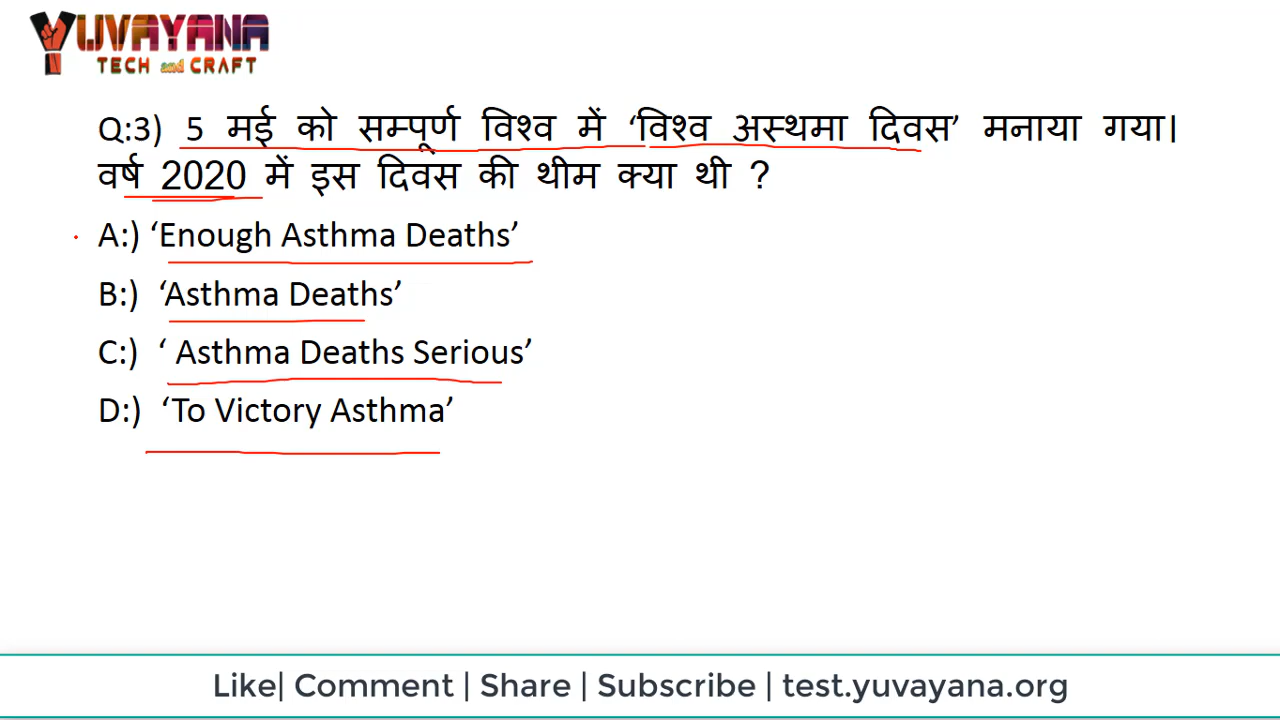 YUVAYANA
TECH and CRAFT
Q:3) 5 मई को सम्पूर्ण विश्व में ‘विश्व अस्थमा दिवस’ मनाया गया।
वर्ष 2020 में इस दिवस की थीम क्या थी ?
A:) ‘Enough Asthma Deaths’
B:) ‘Asthma Deaths’
C:) ‘ Asthma Deaths Serious’
D:) ‘To Victory Asthma’
Like| Comment | Share | Subscribe | test.yuvayana.org